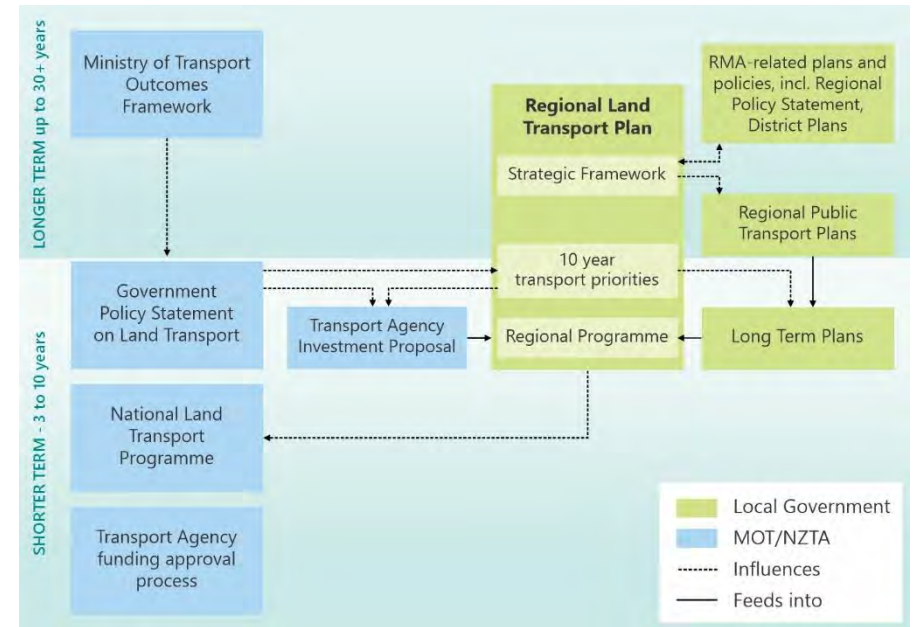 LONGER TERM up to 30+ years
Ministry of Transport
Outcomes
Framework
Regional Land
Transport Plan
Strategic Framework
RMA-related plans and
policies, incl. Regional
Policy Statement,
District Plans
Regional Public
Transport Plans
SHORTER TERM - 3 to 10 years
Government
Policy Statement
on Land Transport
Transport Agency
Investment Proposal
10 year
transport priorities
Regional Programme
Long Term Plans
National Land
Transport
Programme
Transport Agency
funding approval
process
Local Government
MOT/NZTA
Influences
Feeds into